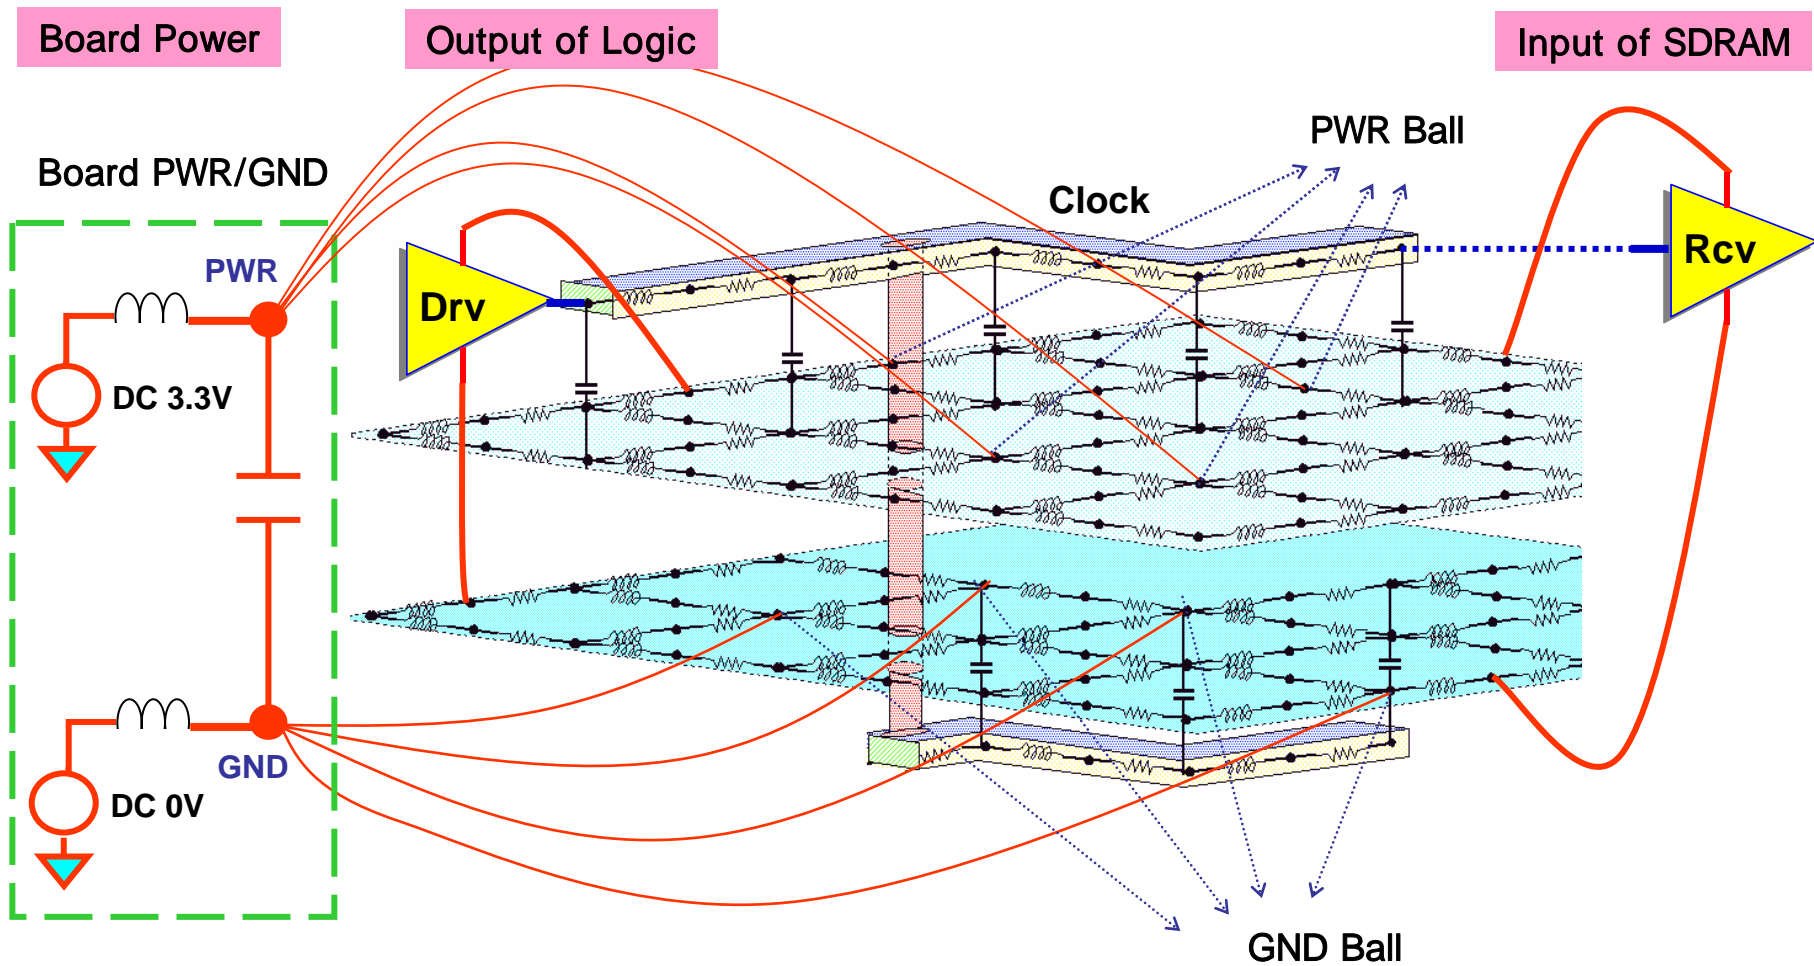 Board Power
Output of Logic
Input of SDRAM
PWR Ball
Board PWR/GND
Clock
PWR
Drv
Rcv
DC 3.3V
GND
DC 0V
GND Ball